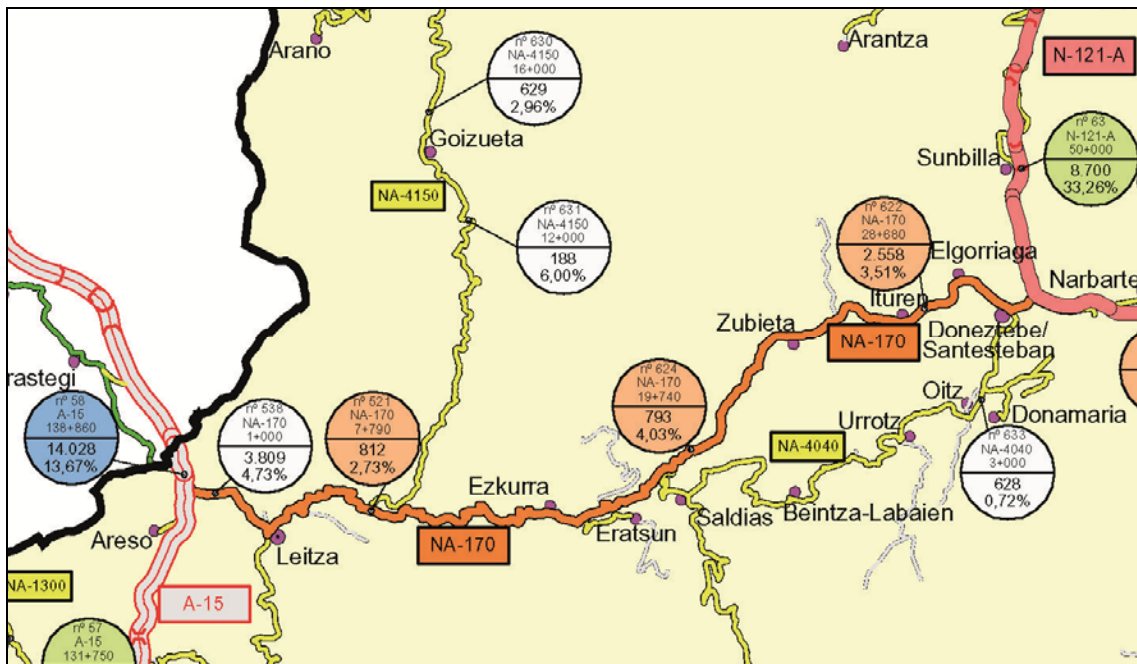 Arano
nº 630
NA-4150
16+000
629
2,96%
Arantza
N-121-A
Goizueta
nº 63
N-121-A
50+000
8.700
33,26%
Sunbilla
NA-4150
nº 631
NA-4150
12+000
188
6,00%
nº 622
NA-170
28+680
2.558
3,51%
Elgorriaga
Narbarte
Ituren
Zubieta
NA-170
Doneztebe/
Santesteban
rastegi
nº 58
A-15
138+860
14.028
13,67%
nº 538
NA-170
1+000
3.809
4,73%
nº 521
NA-170
7+790
812
2,73%
nº 624
NA-170
19+740
793
4,03%
Oitz
Donamaria
Urrotz
NA-4040
nº 633
NA-4040
3+000
628
0,72%
Ezkurra
Saldias
Beintza-Labaien
Eratsun
Areso
Leitza
NA-170
NA-1300
A-15
nº 57
A-15
131+750